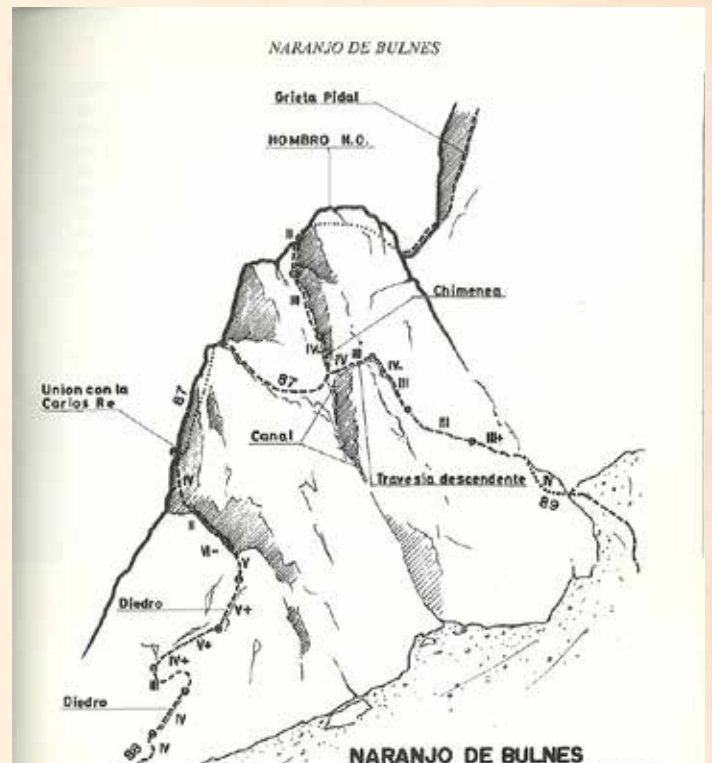 NARANJO DE BULNES
Grieta Pidal
HOMBRO N.O.
II
III
Chimenea
IV-
IV
III
IV-
III
87
87
Union con la
Carlos Re
Canal
III
III+
IV
Travesia descendente
89
IV
II
VI-
V
Diedro
V+
V+
IV+
III
Diedro
IV
IV
88
NARANJO DE BULNES